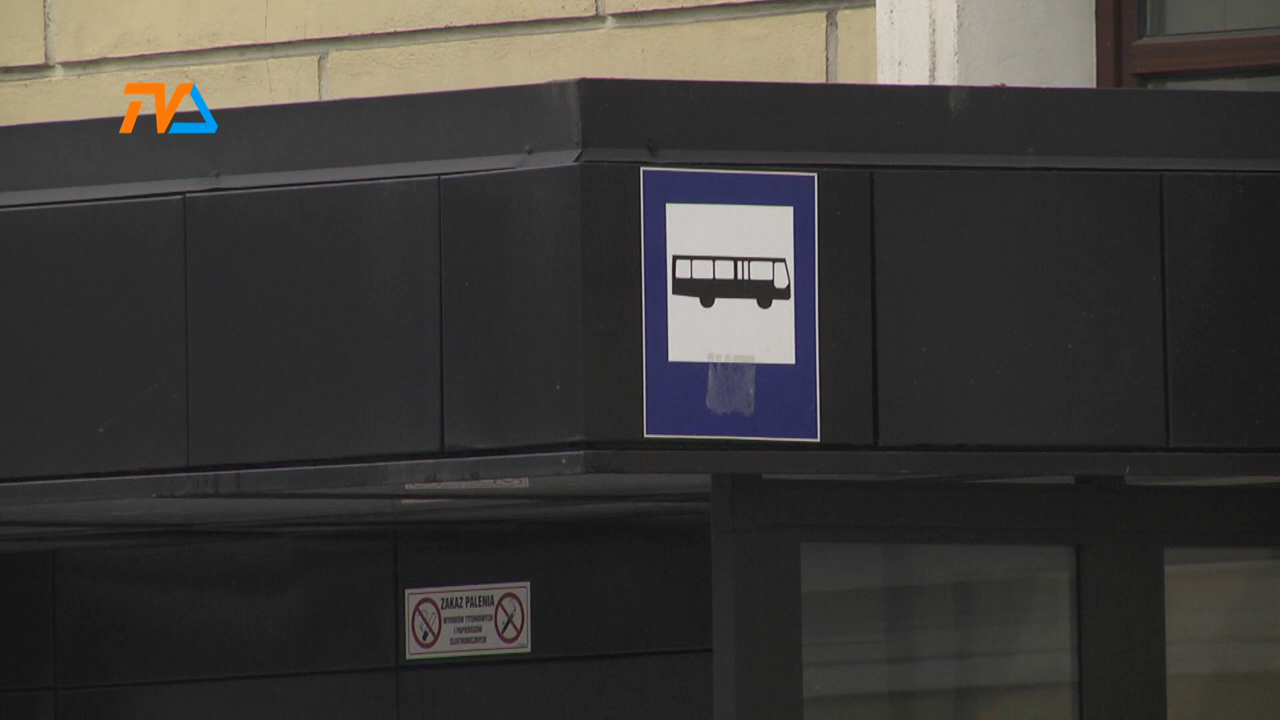 TVA
ZAKAZ PALENIA
WYROBÓW TYTONIOWYCH
I PAPIEROSÓW
ELEKTRONICZNYCH